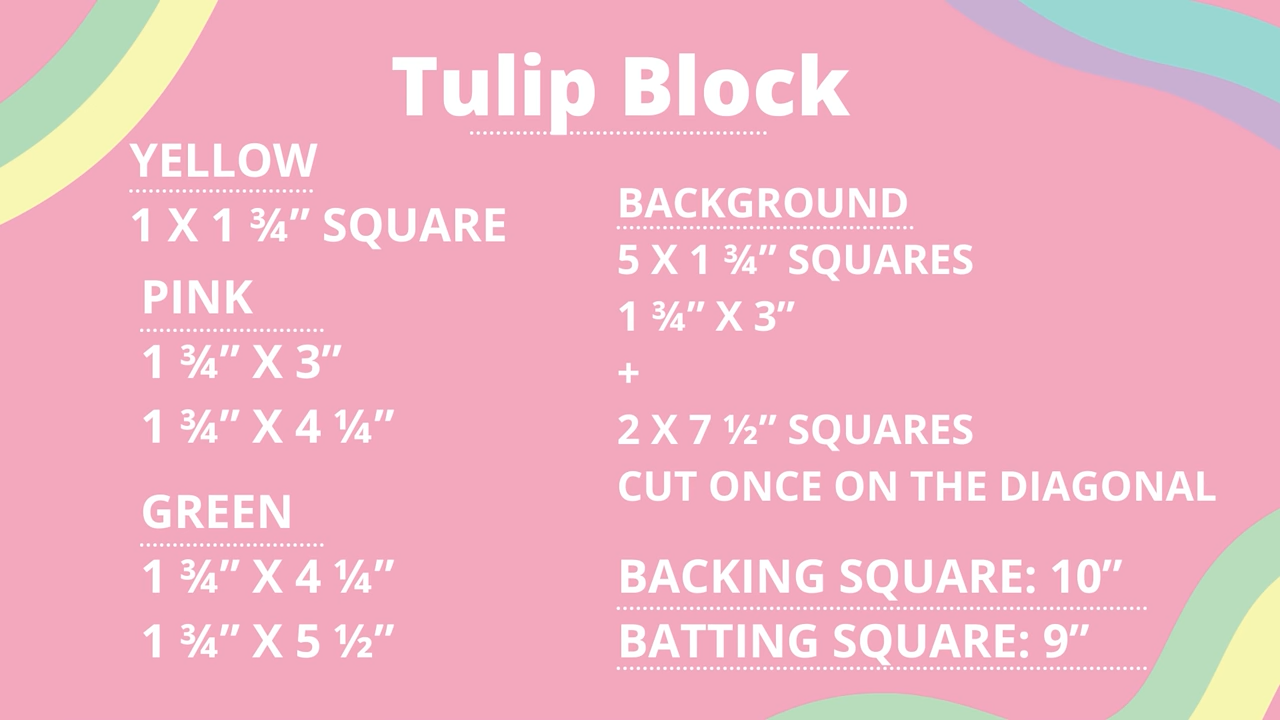 Tulip Block
YELLOW
1 X 1 ¾” SQUARE
PINK
1 ¾” X 3”
1 ¾” X 4 ¼”
GREEN
1 ¾” X 4 ¼”
1 ¾” X 5 ½”
BACKGROUND
5 X 1 ¾” SQUARES
1 ¾” X 3”
+
2 X 7 ½” SQUARES
CUT ONCE ON THE DIAGONAL
BACKING SQUARE: 10”
BATTING SQUARE: 9”